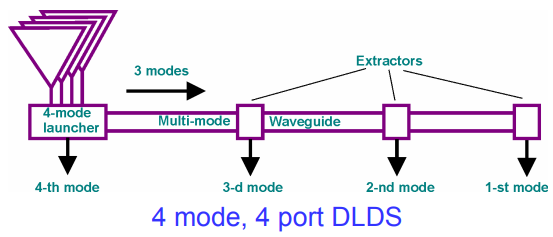 3 modes
Extractors
4-mode
launcher
Multi-mode
Waveguide
4-th mode
3-d mode
2-nd mode
1-st mode
4 mode, 4 port DLDS